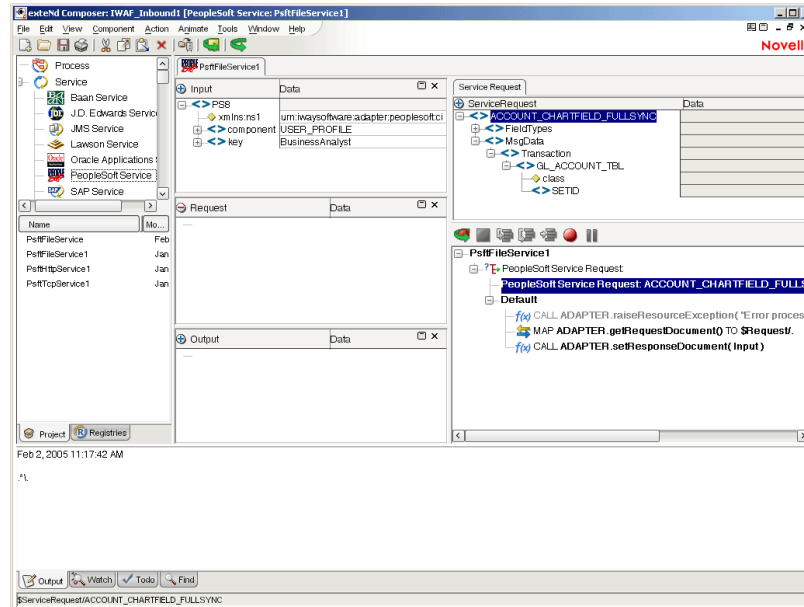 exteNd Composer: IWAF_Inbound1 [PeopleSoft Service: PsftFileService1]
File Edit View Component Action Animate Tools Window Help
Novell
Process
Service
Baan Service
J.D. Edwards Servic
JMS Service
Lawson Service
Oracle Applications
PeopleSoft Service
SAP Service
Name Mo...
PsftFileService Feb
PsftFileService1 Jan
PsftHttpService1 Jan
PsftTcpService1 Jan
Project Registries
PsftFileService1
Input Data
PS8
xmlns:ns1 urn:iwaysoftware:adapter:peoplesoft:ci
component USER_PROFILE
key BusinessAnalyst
Request Data
Output Data
Service Request
ServiceRequest Data
ACCOUNT_CHARTFIELD_FULLSYNC
FieldTypes
MsgData
Transaction
GL_ACCOUNT_TBL
class
SETID
PsftFileService1
PeopleSoft Service Request:
PeopleSoft Service Request: ACCOUNT_CHARTFIELD_FULLS
Default
f(x) CALL ADAPTER.raiseResourceException( "Error proces
MAP ADAPTER.getRequestDocument() TO $Request/.
f(x) CALL ADAPTER.setResponseDocument( Input )
Feb 2, 2005 11:17:42 AM
Output Watch Todo Find
$ServiceRequest/ACCOUNT_CHARTFIELD_FULLSYNC